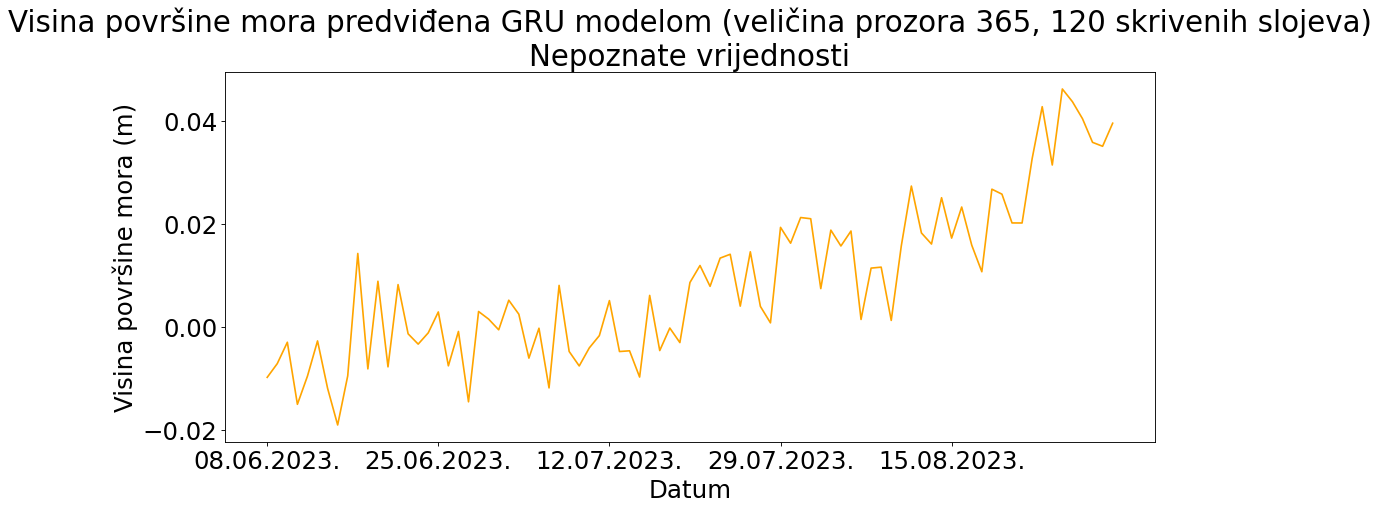 Visina površine mora predviđena GRU modelom (veličina prozora 365, 120 skrivenih slojeva)
Nepoznate vrijednosti
Visina površine mora (m)
0.04
0.02
0.00
−0.02
08.06.2023. 25.06.2023. 12.07.2023. 29.07.2023. 15.08.2023.
Datum